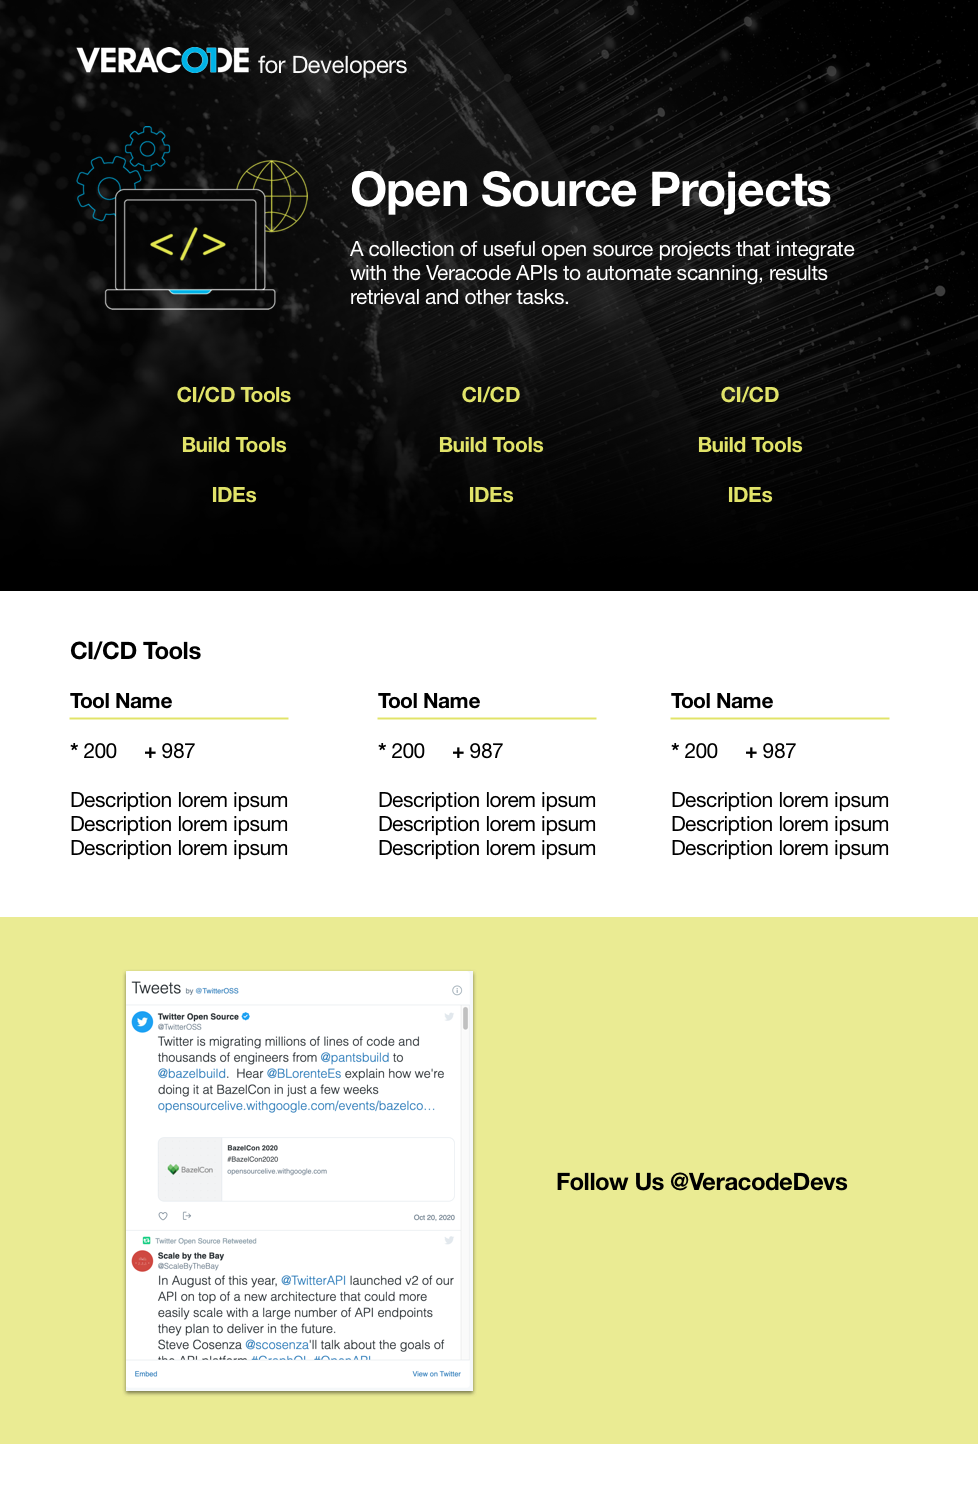 VERACODE for Developers
</>
Open Source Projects
A collection of useful open source projects that integrate
with the Veracode APIs to automate scanning, results
retrieval and other tasks.
CI/CD Tools CI/CD CI/CD
Build Tools Build Tools Build Tools
IDEs IDEs IDEs
CI/CD Tools
Tool Name Tool Name Tool Name
* 200 + 987 * 200 + 987 * 200 + 987
Description lorem ipsum Description lorem ipsum Description lorem ipsum
Description lorem ipsum Description lorem ipsum Description lorem ipsum
Description lorem ipsum Description lorem ipsum Description lorem ipsum
Tweets by @TwitterOSS
Twitter Open Source
@TwitterOSS
Twitter is migrating millions of lines of code and
thousands of engineers from @pantsbuild to
@bazelbuild. Hear @BLorenteEs explain how we're
doing it at BazelCon in just a few weeks
opensourcelive.withgoogle.com/events/bazelco…
BazelCon
BazelCon 2020
#BazelCon2020
opensourcelive.withgoogle.com
Oct 20, 2020
Twitter Open Source Retweeted
Scale by the Bay
@ScaleByTheBay
In August of this year, @TwitterAPI launched v2 of our
API on top of a new architecture that could more
easily scale with a large number of API endpoints
they plan to deliver in the future.
Steve Cosenza @scosenza'll talk about the goals of
the API platform #GraphQL #OpenAPI
Embed View on Twitter
Follow Us @VeracodeDevs